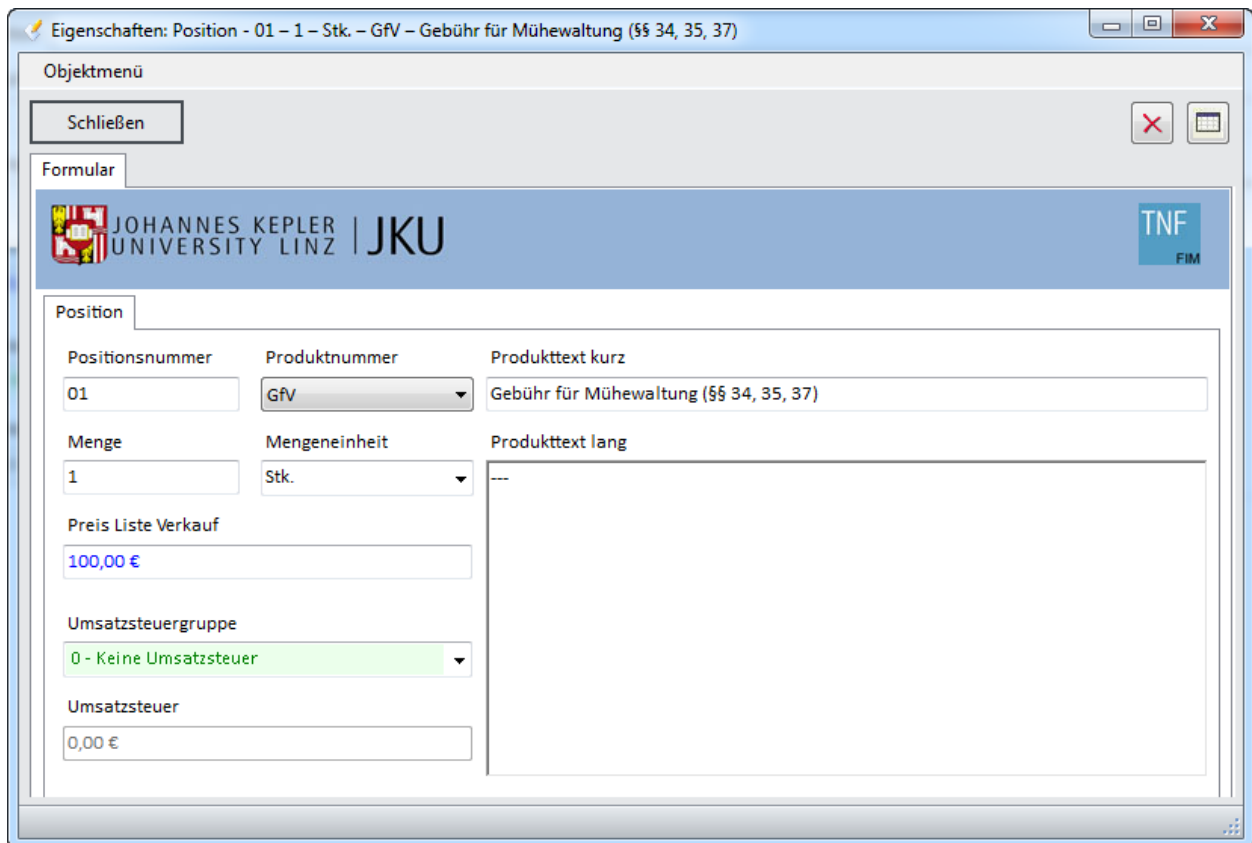 Eigenschaften: Position - 01 – 1 – Stk. – GfV – Gebühr für Mühewaltung (§§ 34, 35, 37)
Objektmenü
Schließen
Formular
JOHANNES KEPLER
UNIVERSITY LINZ | JKU
TNF
FIM
Position
Positionsnummer Produktnummer Produkttext kurz
01 GfV Gebühr für Mühewaltung (§§ 34, 35, 37)
Menge Mengeneinheit Produkttext lang
1 Stk. ---
Preis Liste Verkauf
100,00 €
Umsatzsteuergruppe
0 - Keine Umsatzsteuer
Umsatzsteuer
0,00 €